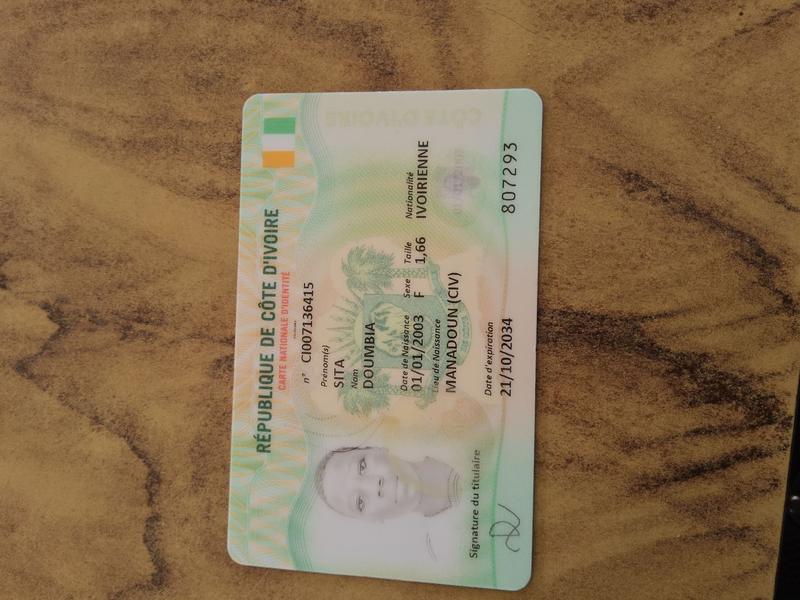 RÉPUBLIQUE DE CÔTE D'IVOIRE
CARTE NATIONALE D'IDENTITÉ
n° CI007136415
Prénom(s)
SITA
Nom
DOUMBIA
Date de Naissance Sexe Taille Nationalité
01/01/2003 F 1,66 IVOIRIENNE
Lieu de Naissance
MANADOUN (CIV)
Date d'expiration
21/10/2034
807293
Signature du titulaire
CÔTE D'IVOIRE